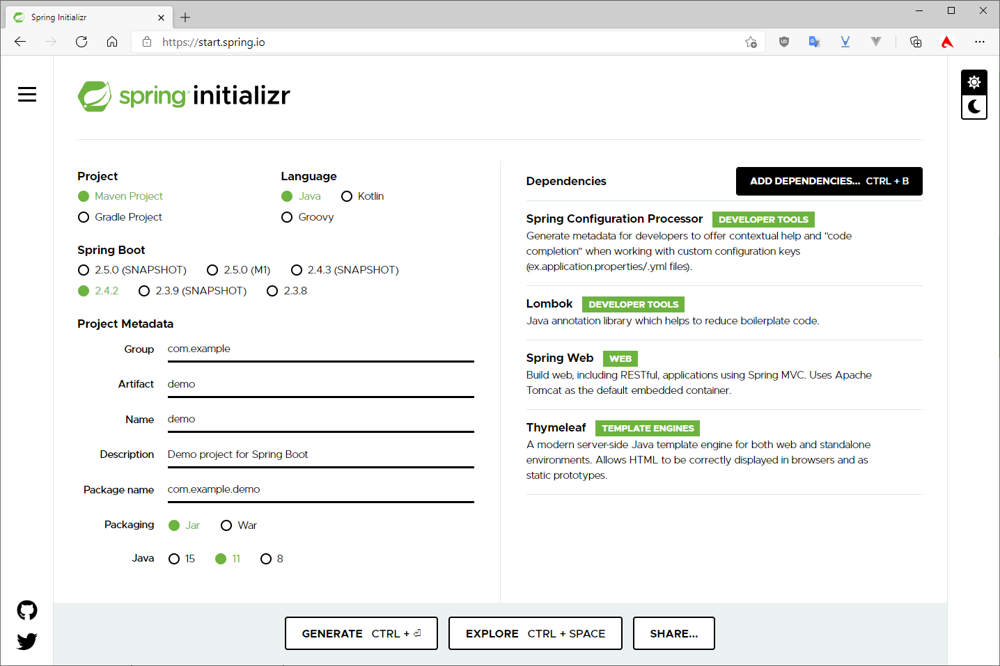 Spring Initializr
https://start.spring.io
spring initializr
Project
Maven Project
Gradle Project
Language
Java Kotlin
Groovy
Spring Boot
2.5.0 (SNAPSHOT) 2.5.0 (M1) 2.4.3 (SNAPSHOT)
2.4.2 2.3.9 (SNAPSHOT) 2.3.8
Project Metadata
Group com.example
Artifact demo
Name demo
Description Demo project for Spring Boot
Package name com.example.demo
Packaging Jar War
Java 15 11 8
Dependencies ADD DEPENDENCIES... CTRL + B
Spring Configuration Processor DEVELOPER TOOLS
Generate metadata for developers to offer contextual help and "code
completion" when working with custom configuration keys
(ex.application.properties/.yml files).
Lombok DEVELOPER TOOLS
Java annotation library which helps to reduce boilerplate code.
Spring Web WEB
Build web, including RESTful, applications using Spring MVC. Uses Apache
Tomcat as the default embedded container.
Thymeleaf TEMPLATE ENGINES
A modern server-side Java template engine for both web and standalone
environments. Allows HTML to be correctly displayed in browsers and as
static prototypes.
GENERATE CTRL + ⏎ EXPLORE CTRL + SPACE SHARE...